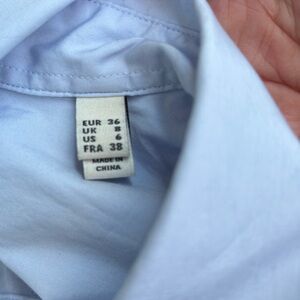 EUR 36
UK 8
US 6
FRA 38
MADE IN
CHINA